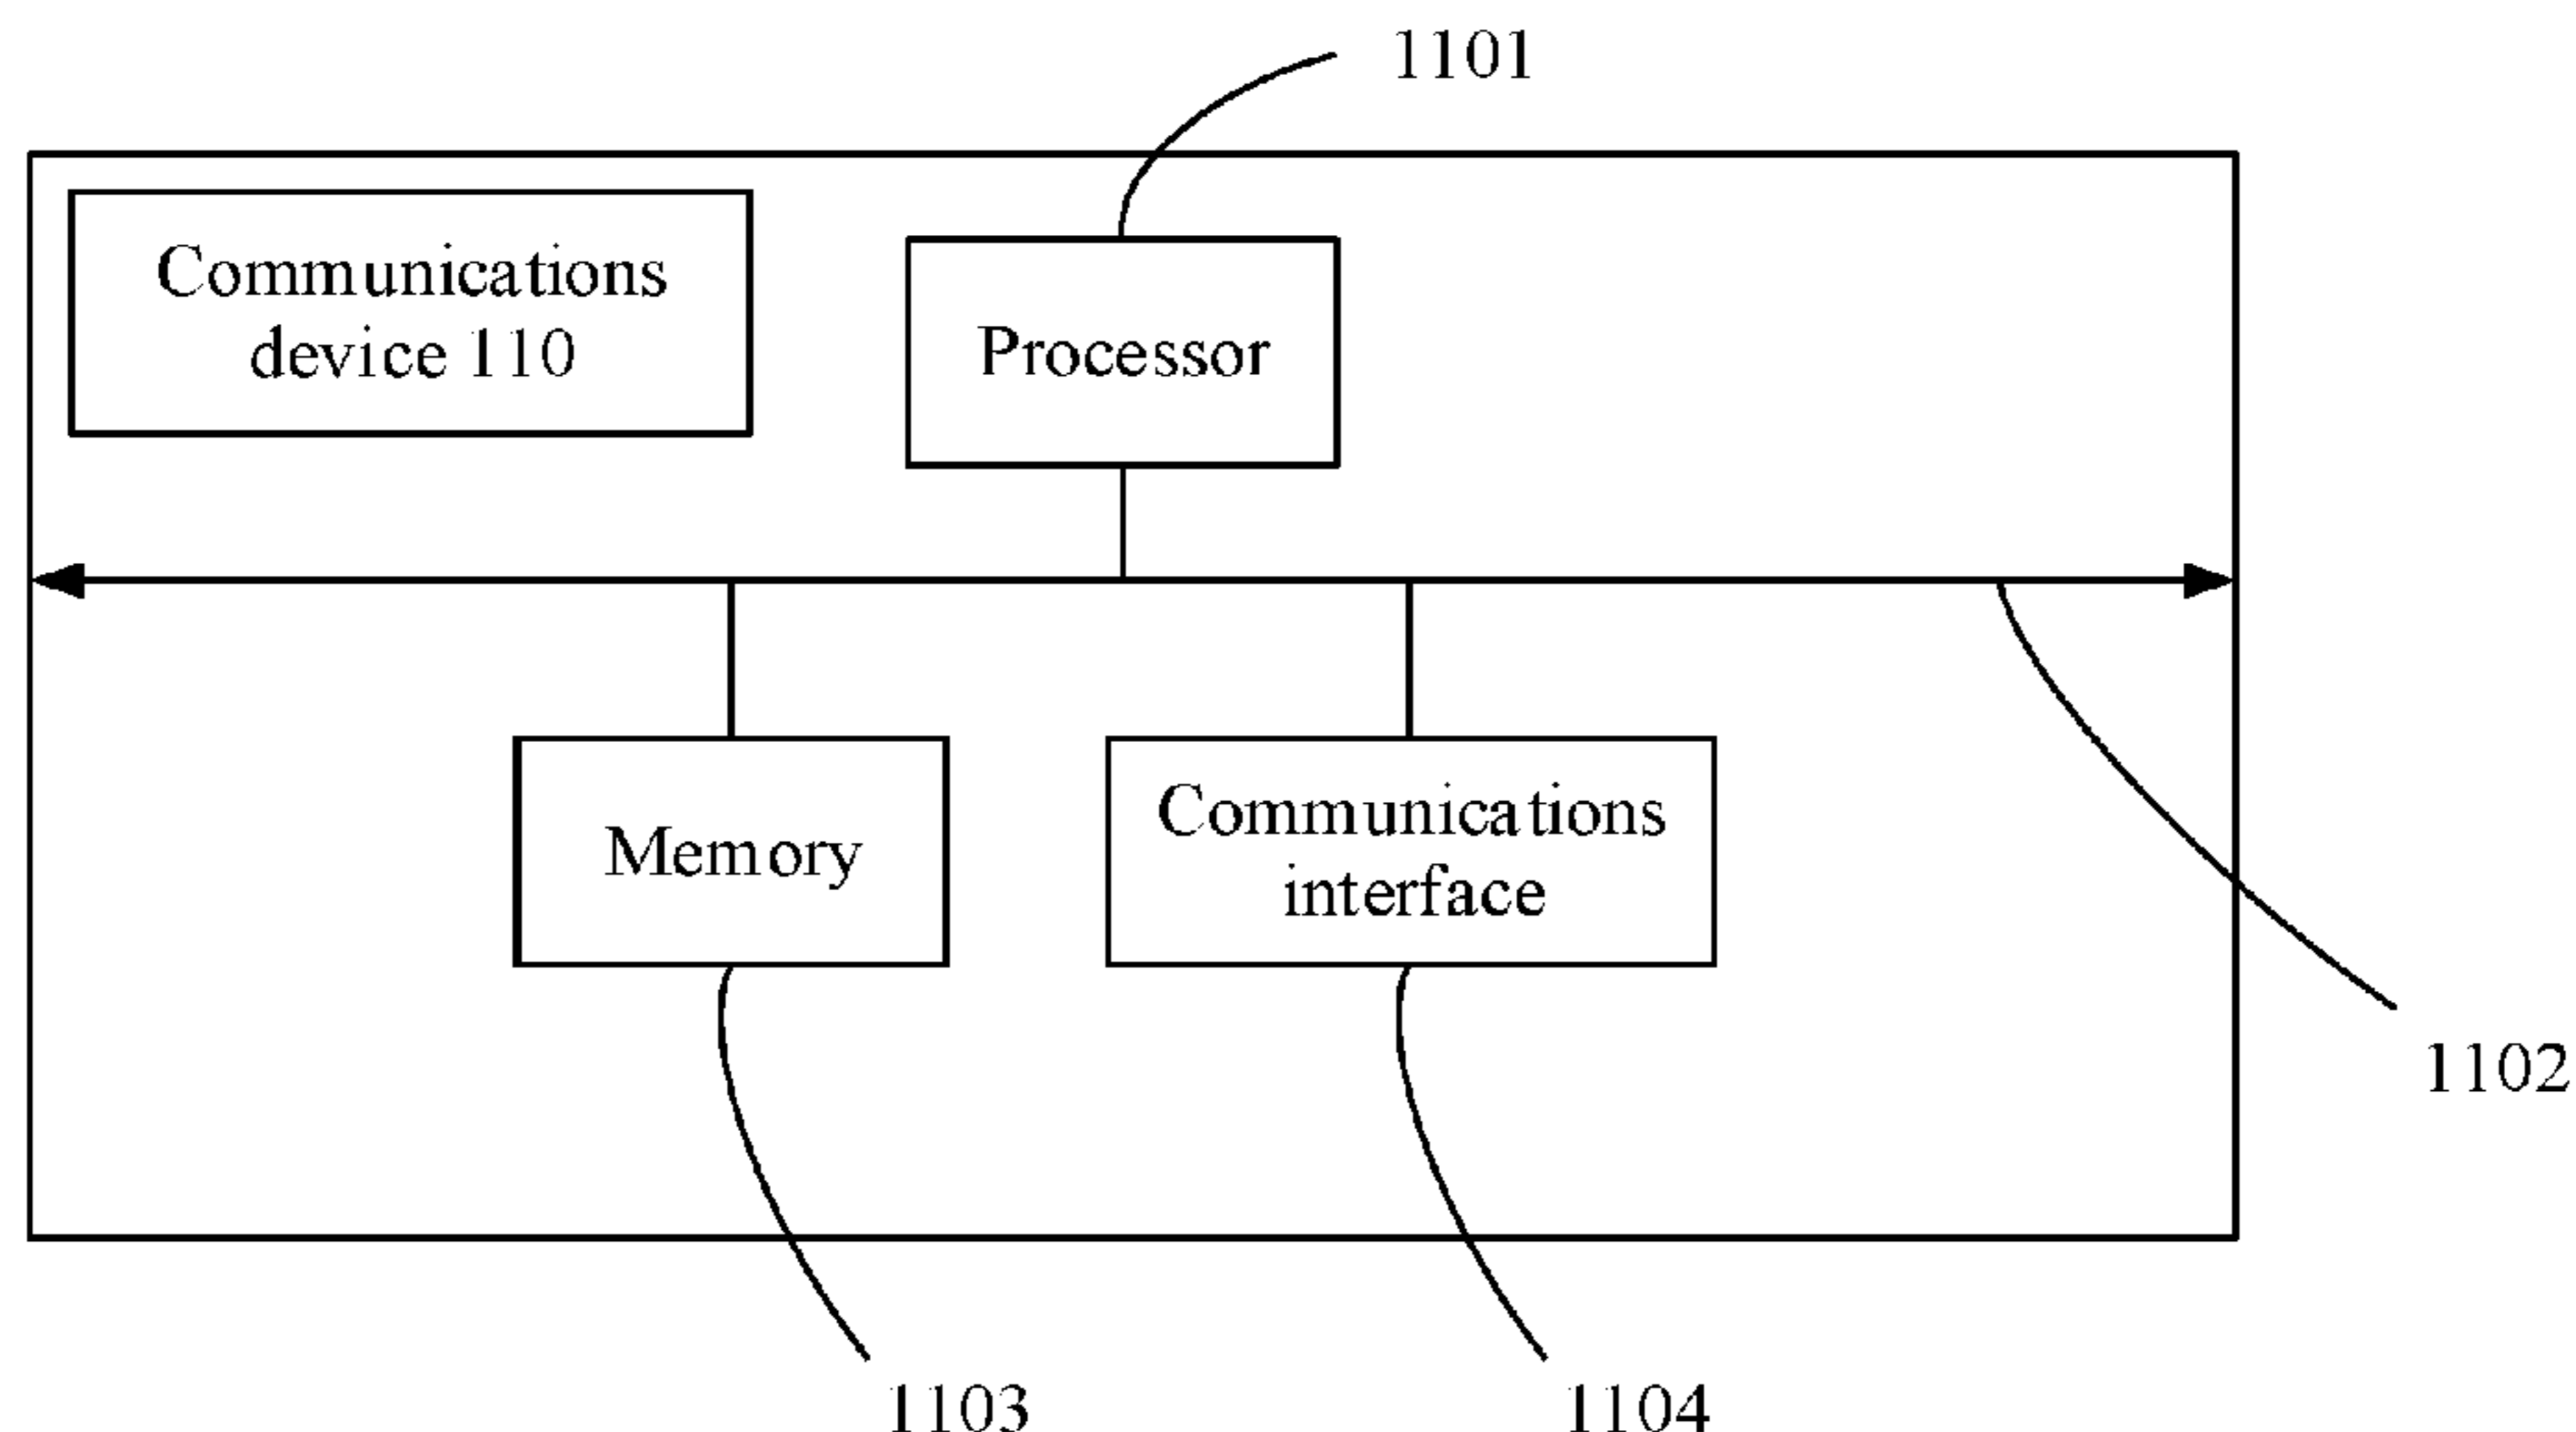 1101
Communications
device 110
Processor
Memory
Communications
interface
1102
1103
1104